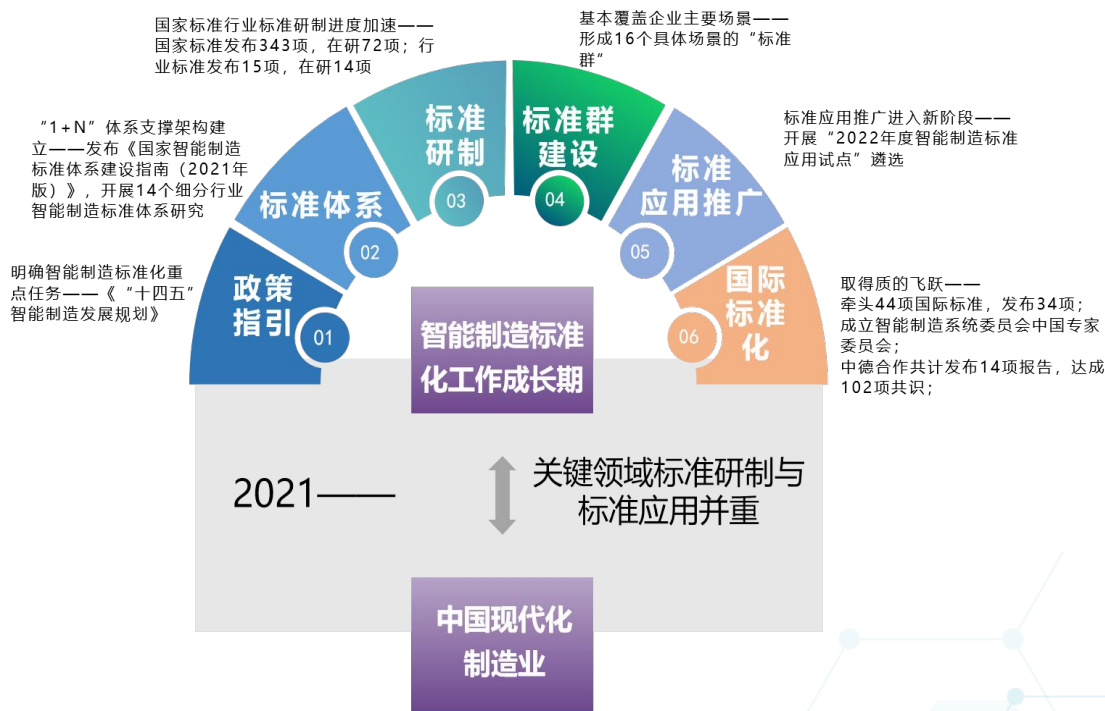 国家标准行业标准研制进度加速——
国家标准发布343项，在研72项；行
业标准发布15项，在研14项
基本覆盖企业主要场景——
形成16个具体场景的“标准
群”
“1+N”体系支撑架构建
立——发布《国家智能制造
标准体系建设指南（2021年
版）》，开展14个细分行业
智能制造标准体系研究
标准应用推广进入新阶段——
开展“2022年度智能制造标准
应用试点”遴选
明确智能制造标准化重
点任务——《“十四五”
智能制造发展规划》
取得质的飞跃——
牵头44项国际标准，发布34项；
成立智能制造系统委员会中国专家
委员会；
中德合作共计发布14项报告，达成
102项共识；
政策
指引
01
标准体系
02
标准
研制
03
标准群
建设
04
标准
应用推广
05
国际
标准
化
06
智能制造标准
化工作成长期
2021——
关键领域标准研制与
标准应用并重
中国现代化
制造业